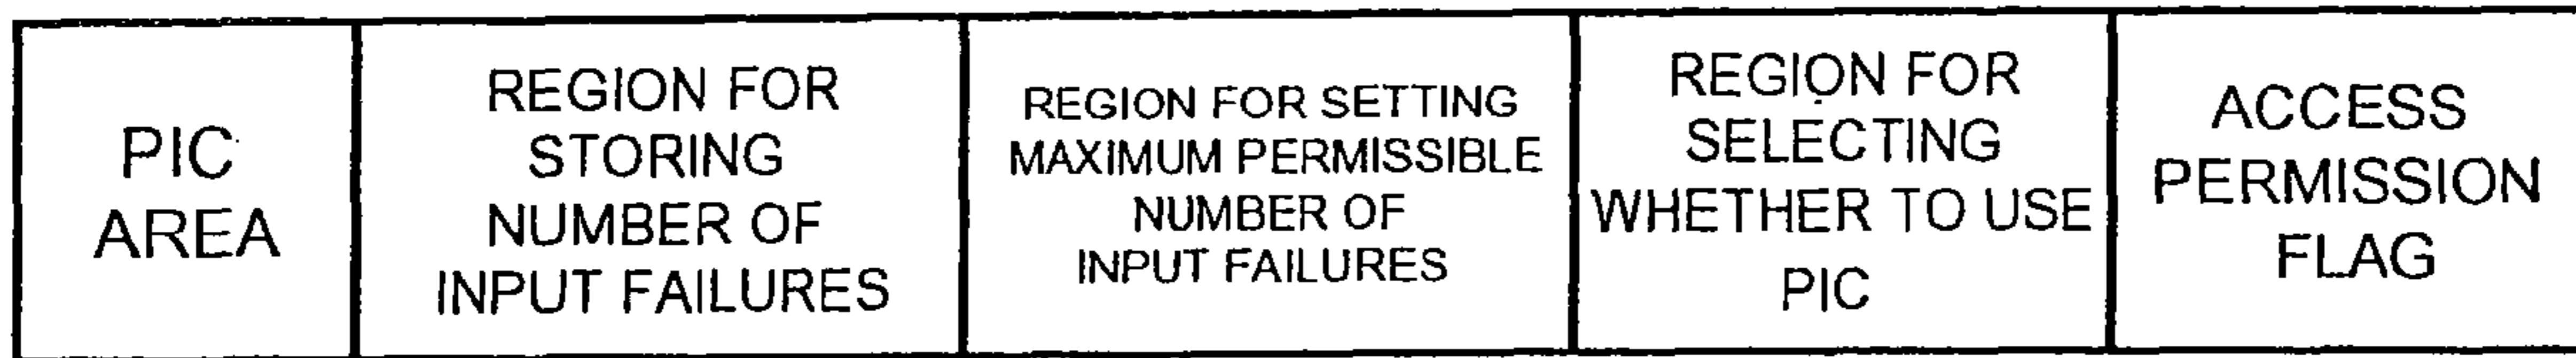 PIC
AREA
REGION FOR
STORING
NUMBER OF
INPUT FAILURES
REGION FOR SETTING
MAXIMUM PERMISSIBLE
NUMBER OF
INPUT FAILURES
REGION FOR
SELECTING
WHETHER TO USE
PIC
ACCESS
PERMISSION
FLAG